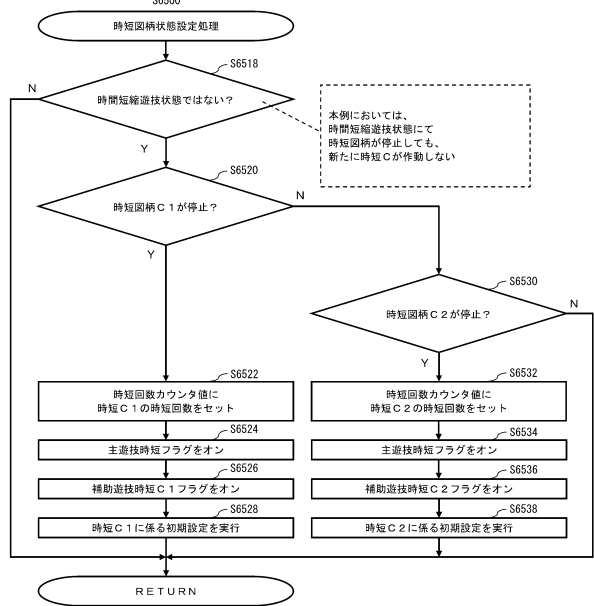 S6500
時短図柄状態設定処理
S6518
N
時間短縮遊技状態ではない？
本例においては、
時間短縮遊技状態にて
時短図柄が停止しても、
新たに時短Ｃが作動しない
Y
S6520
N
時短図柄Ｃ１が停止？
Y
S6530
N
時短図柄Ｃ２が停止？
Y
S6522
時短回数カウンタ値に
時短Ｃ１の時短回数をセット
S6532
時短回数カウンタ値に
時短Ｃ２の時短回数をセット
S6524
主遊技時短フラグをオン
S6534
主遊技時短フラグをオン
S6526
補助遊技時短Ｃ１フラグをオン
S6536
補助遊技時短Ｃ２フラグをオン
S6528
時短Ｃ１に係る初期設定を実行
S6538
時短Ｃ２に係る初期設定を実行
ＲＥＴＵＲＮ